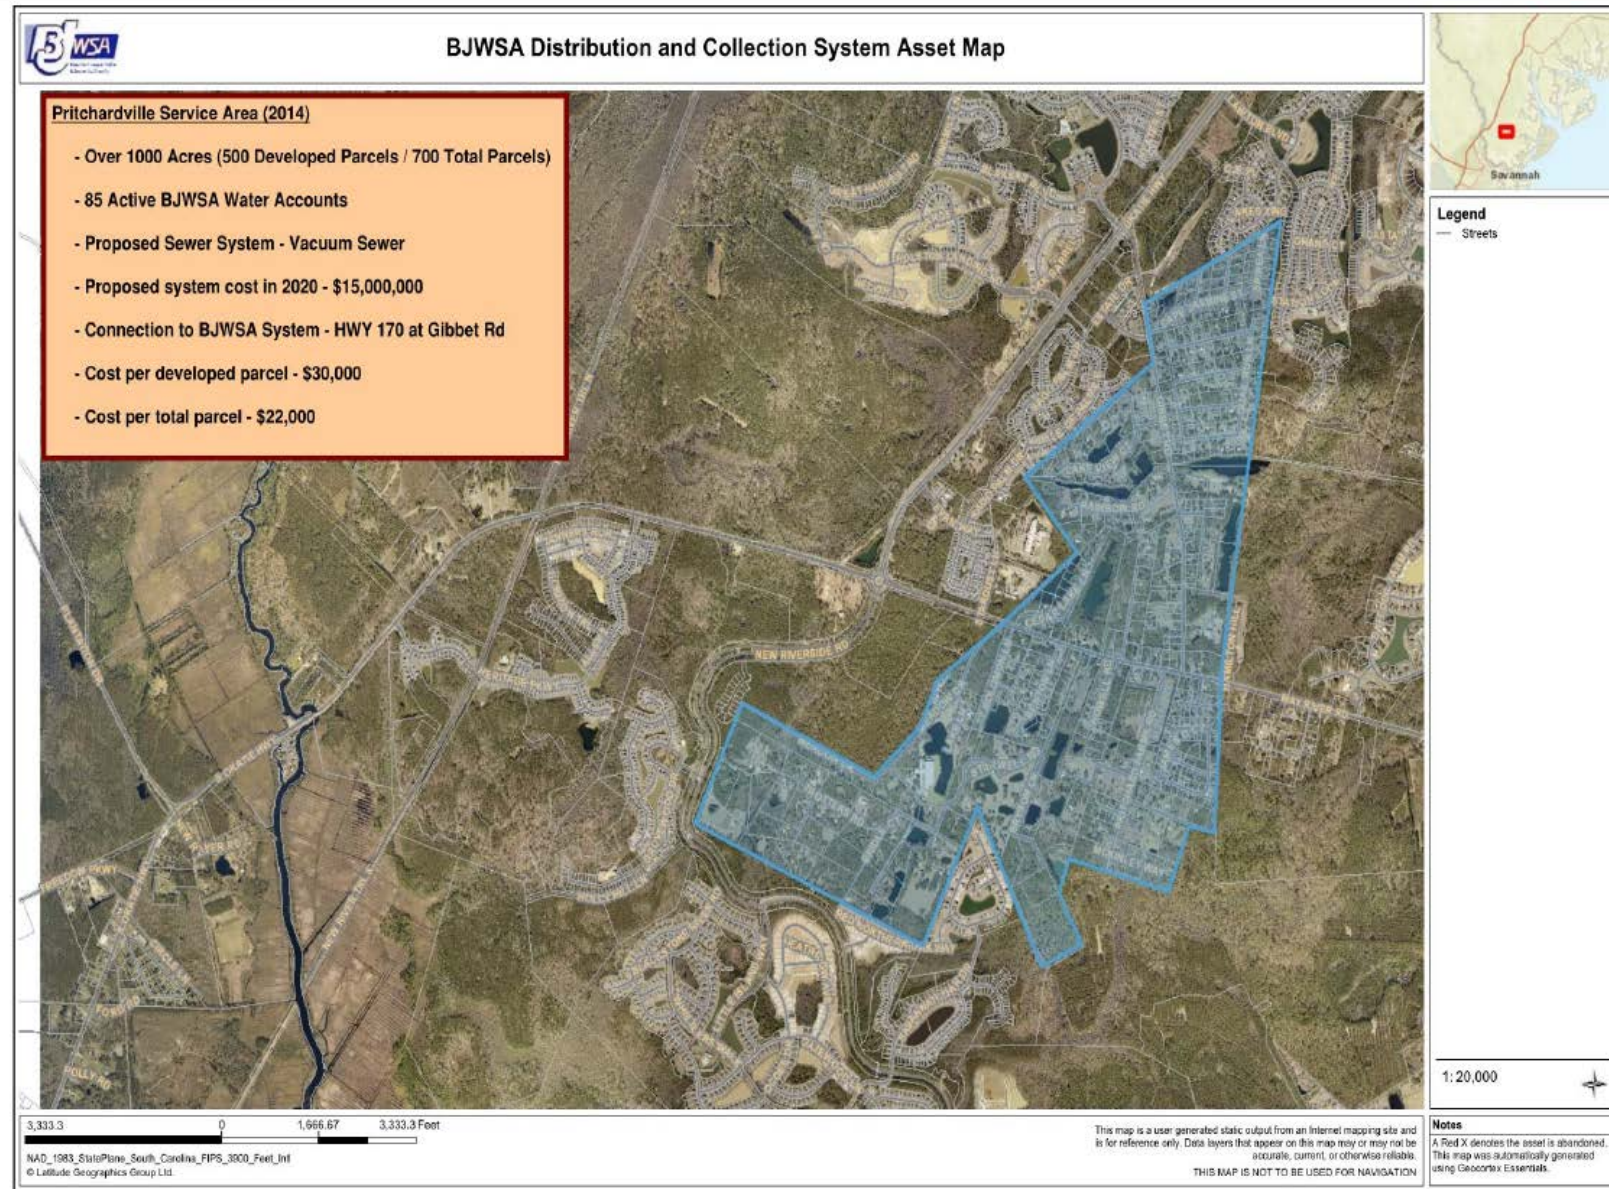 BJWSA
BJWSA Distribution and Collection System Asset Map
Pritchardville Service Area (2014)
- Over 1000 Acres (500 Developed Parcels / 700 Total Parcels)
- 85 Active BJWSA Water Accounts
- Proposed Sewer System - Vacuum Sewer
- Proposed system cost in 2020 - $15,000,000
- Connection to BJWSA System - HWY 170 at Gibbet Rd
- Cost per developed parcel - $30,000
- Cost per total parcel - $22,000
Savannah
Legend
Streets
NEW RIVERSIDE RD
HOLLY RD
1:20,000
3,333.3 0 1,666.67 3,333.3 Feet
NAD_1983_StatePlane_South_Carolina_FIPS_3900_Feet_Intl
© Latitude Geographics Group Ltd.
This map is a user generated static output from an Internet mapping site and
is for reference only. Data layers that appear on this map may or may not be
accurate, current, or otherwise reliable.
THIS MAP IS NOT TO BE USED FOR NAVIGATION
Notes
A Red X denotes the asset is abandoned.
This map was automatically generated
using Geocortex Essentials.